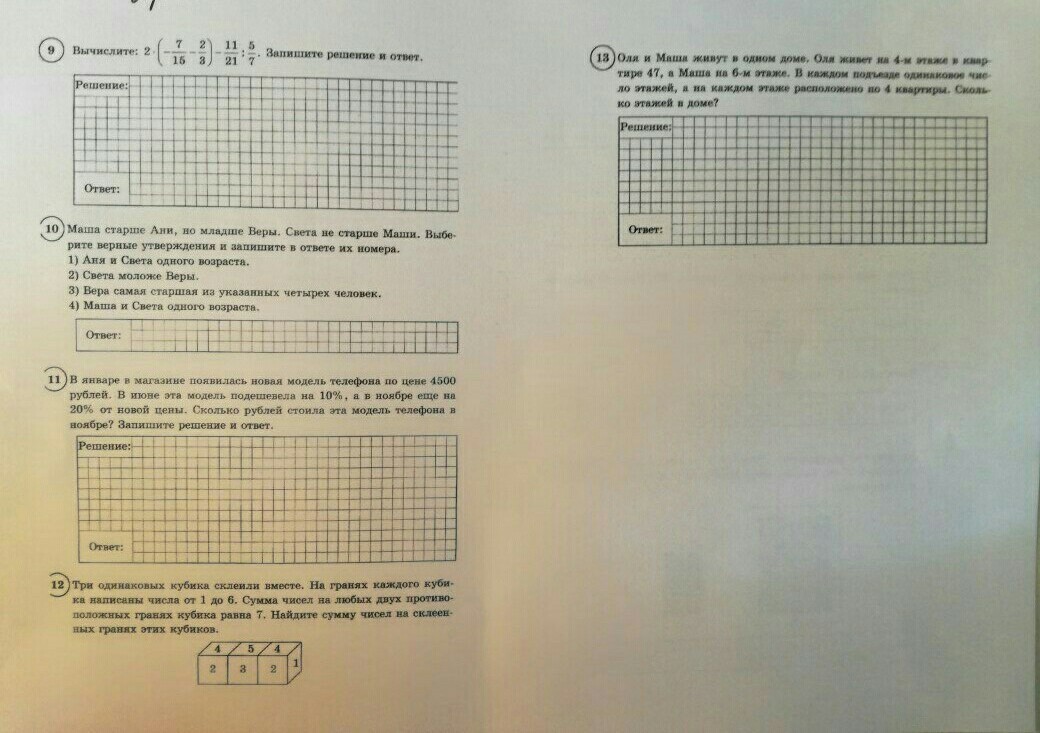 9 Вычислите: 2 · (− 7/15 − 2/3) − 11/21 : 5/7. Запишите решение и ответ.
Решение:
Ответ:
10 Маша старше Ани, но младше Веры. Света не старше Маши. Выбе-
рите верные утверждения и запишите в ответе их номера.
1) Аня и Света одного возраста.
2) Света моложе Веры.
3) Вера самая старшая из указанных четырех человек.
4) Маша и Света одного возраста.
Ответ:
11 В январе в магазине появилась новая модель телефона по цене 4500
рублей. В июне эта модель подешевела на 10%, а в ноябре еще на
20% от новой цены. Сколько рублей стоила эта модель телефона в
ноябре? Запишите решение и ответ.
Решение:
Ответ:
12 Три одинаковых кубика склеили вместе. На гранях каждого куби-
ка написаны числа от 1 до 6. Сумма чисел на любых двух противо-
положных гранях кубика равна 7. Найдите сумму чисел на склеен-
ных гранях этих кубиков.
4 5 4
2 3 2 1
13 Оля и Маша живут в одном доме. Оля живет на 4-м этаже в квар-
тире 47, а Маша на 6-м этаже. В каждом подъезде одинаковое чис-
ло этажей, а на каждом этаже расположено по 4 квартиры. Сколь-
ко этажей в доме?
Решение:
Ответ: